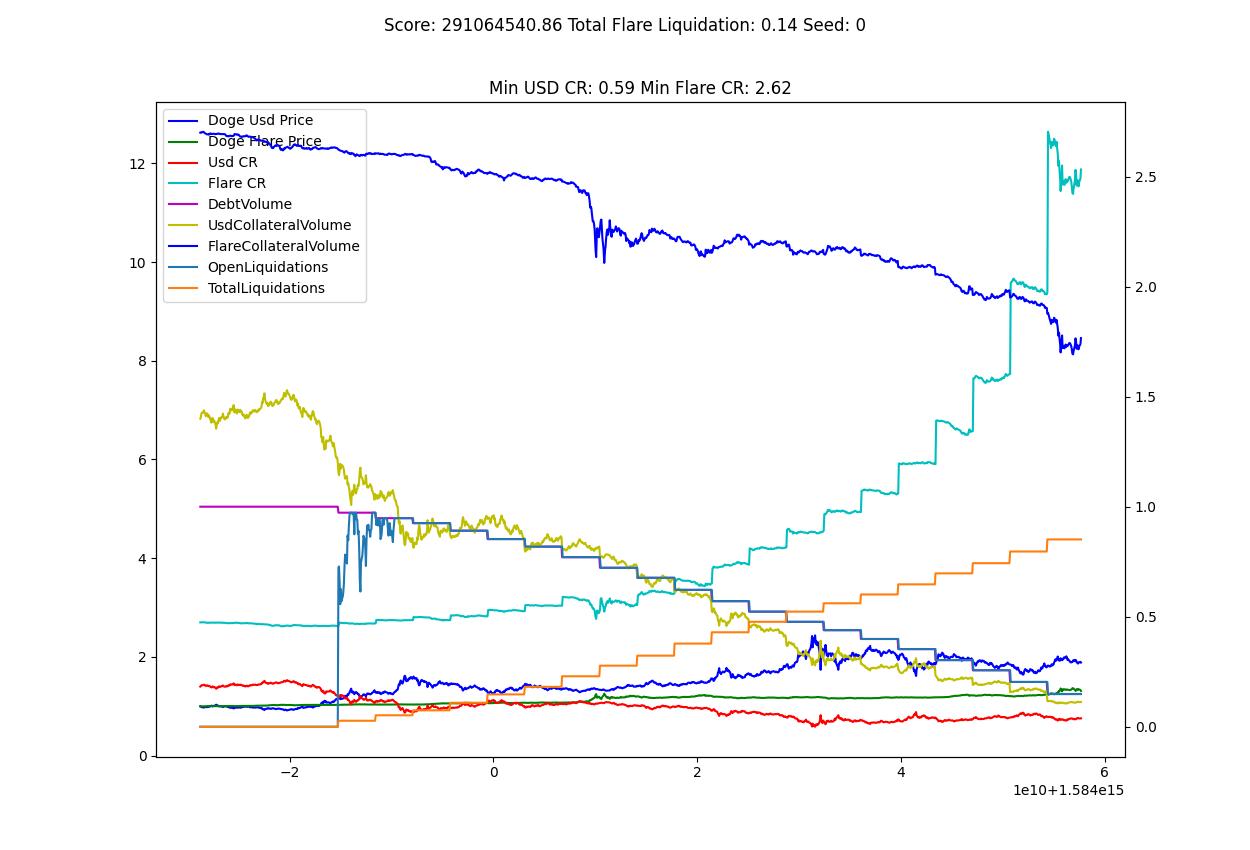 Score: 291064540.86 Total Flare Liquidation: 0.14 Seed: 0
Min USD CR: 0.59 Min Flare CR: 2.62
Doge Usd Price
Doge Flare Price
Usd CR
Flare CR
DebtVolume
UsdCollateralVolume
FlareCollateralVolume
OpenLiquidations
TotalLiquidations
12
10
8
6
4
2
0
2.5
2.0
1.5
1.0
0.5
0.0
−2
0
2
4
6
1e10+1.584e15